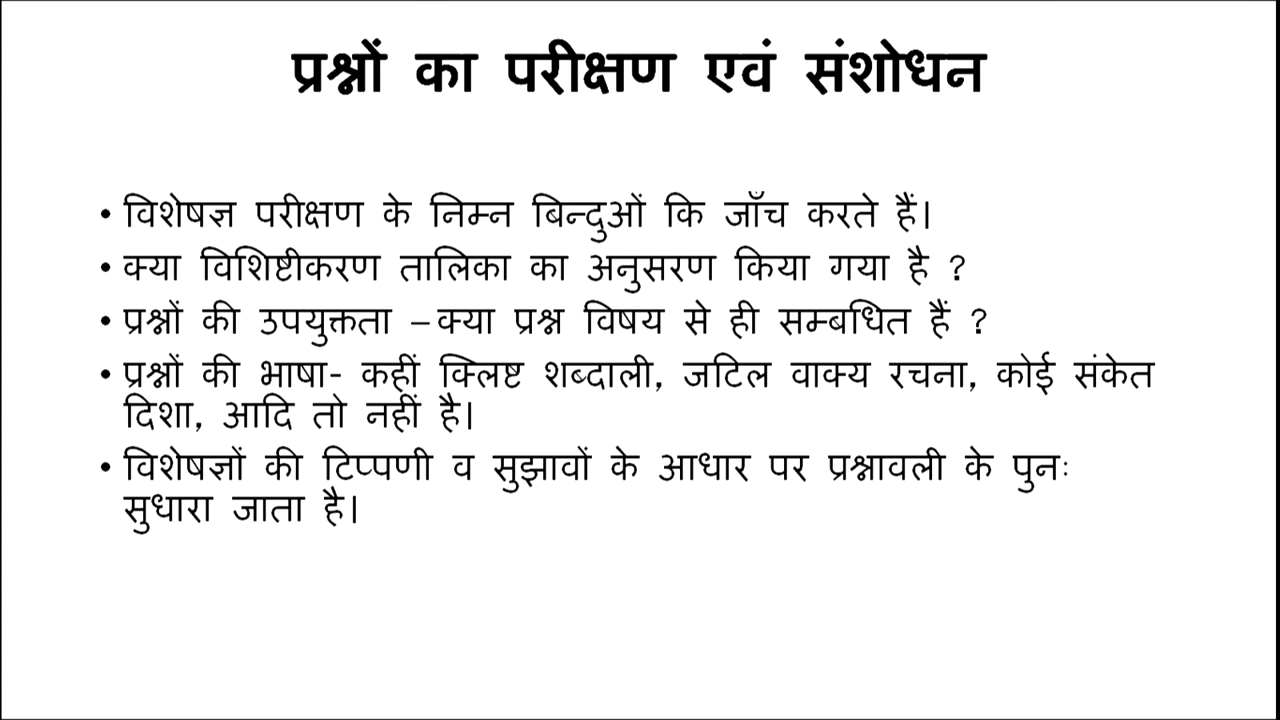 प्रश्नों का परीक्षण एवं संशोधन
• विशेषज्ञ परीक्षण के निम्न बिन्दुओं कि जाँच करते हैं।
• क्या विशिष्टीकरण तालिका का अनुसरण किया गया है ?
• प्रश्नों की उपयुक्तता – क्या प्रश्न विषय से ही सम्बधित हैं ?
• प्रश्नों की भाषा- कहीं क्लिष्ट शब्दाली, जटिल वाक्य रचना, कोई संकेत
दिशा, आदि तो नहीं है।
• विशेषज्ञों की टिप्पणी व सुझावों के आधार पर प्रश्नावली के पुनः
सुधारा जाता है।